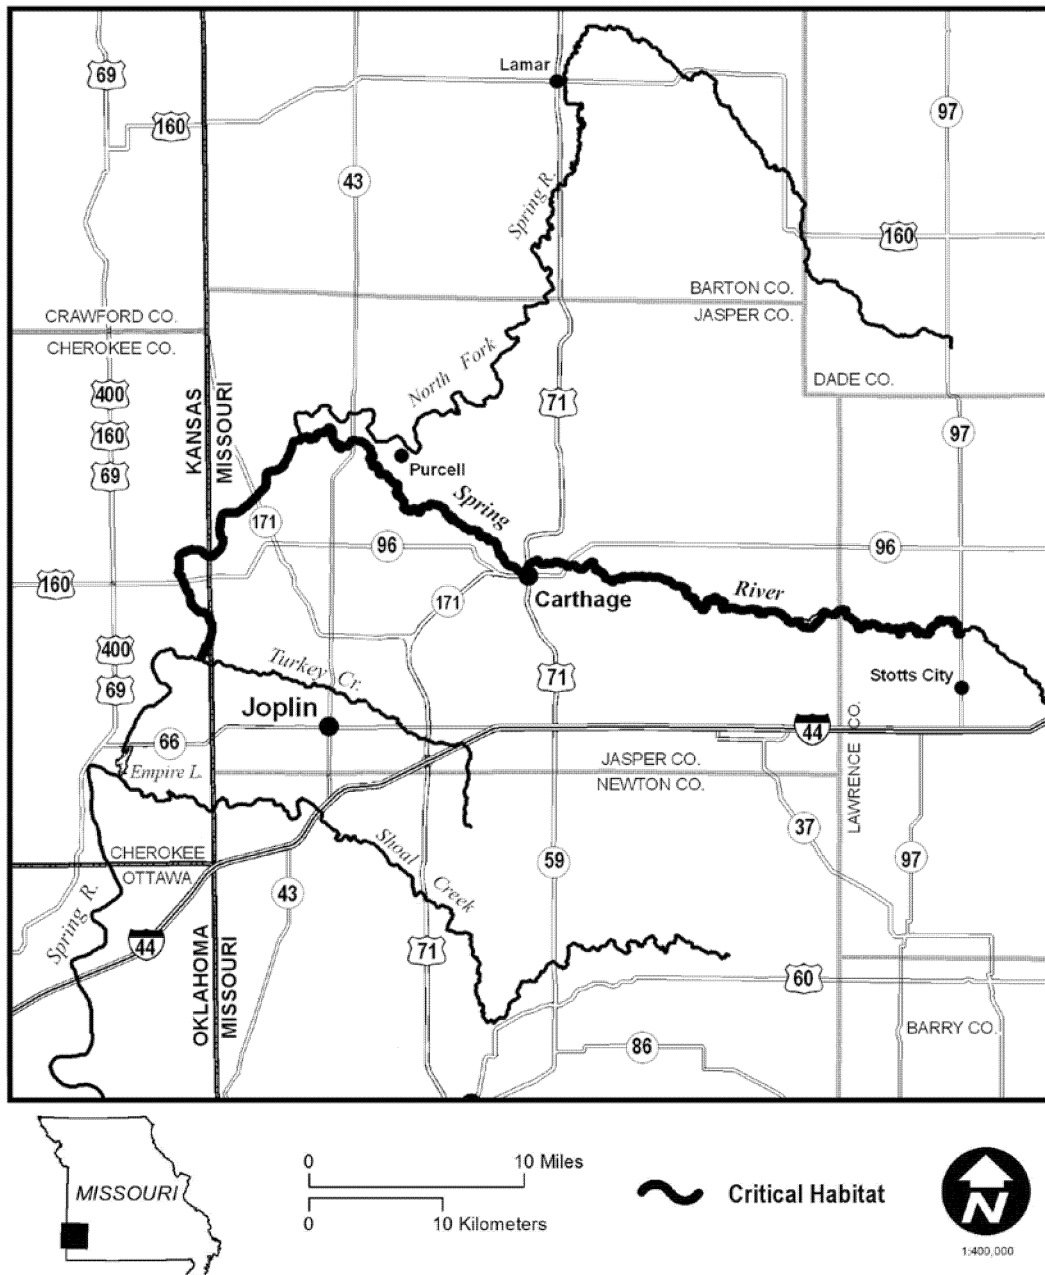 Lamar
69
160
97
43
Spring R.
160
BARTON CO.
JASPER CO.
CRAWFORD CO.
CHEROKEE CO.
North Fork
DADE CO.
KANSAS
MISSOURI
400
160
69
71
97
Purcell
Spring
171
96
96
160
Carthage
River
171
400
69
Turkey Cr.
71
Stotts City
Joplin
66
44
Empire L.
JASPER CO.
NEWTON CO.
LAWRENCE CO.
Shoal Creek
37
CHEROKEE
OTTAWA
59
97
43
Spring R.
44
OKLAHOMA
MISSOURI
71
60
BARRY CO.
86
MISSOURI
0 10 Miles
0 10 Kilometers
Critical Habitat
N
1:400,000